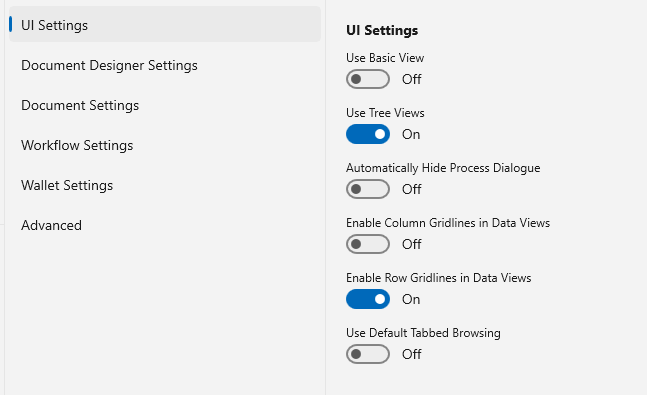 UI Settings
Document Designer Settings
Document Settings
Workflow Settings
Wallet Settings
Advanced
UI Settings
Use Basic View
Off
Use Tree Views
On
Automatically Hide Process Dialogue
Off
Enable Column Gridlines in Data Views
Off
Enable Row Gridlines in Data Views
On
Use Default Tabbed Browsing
Off